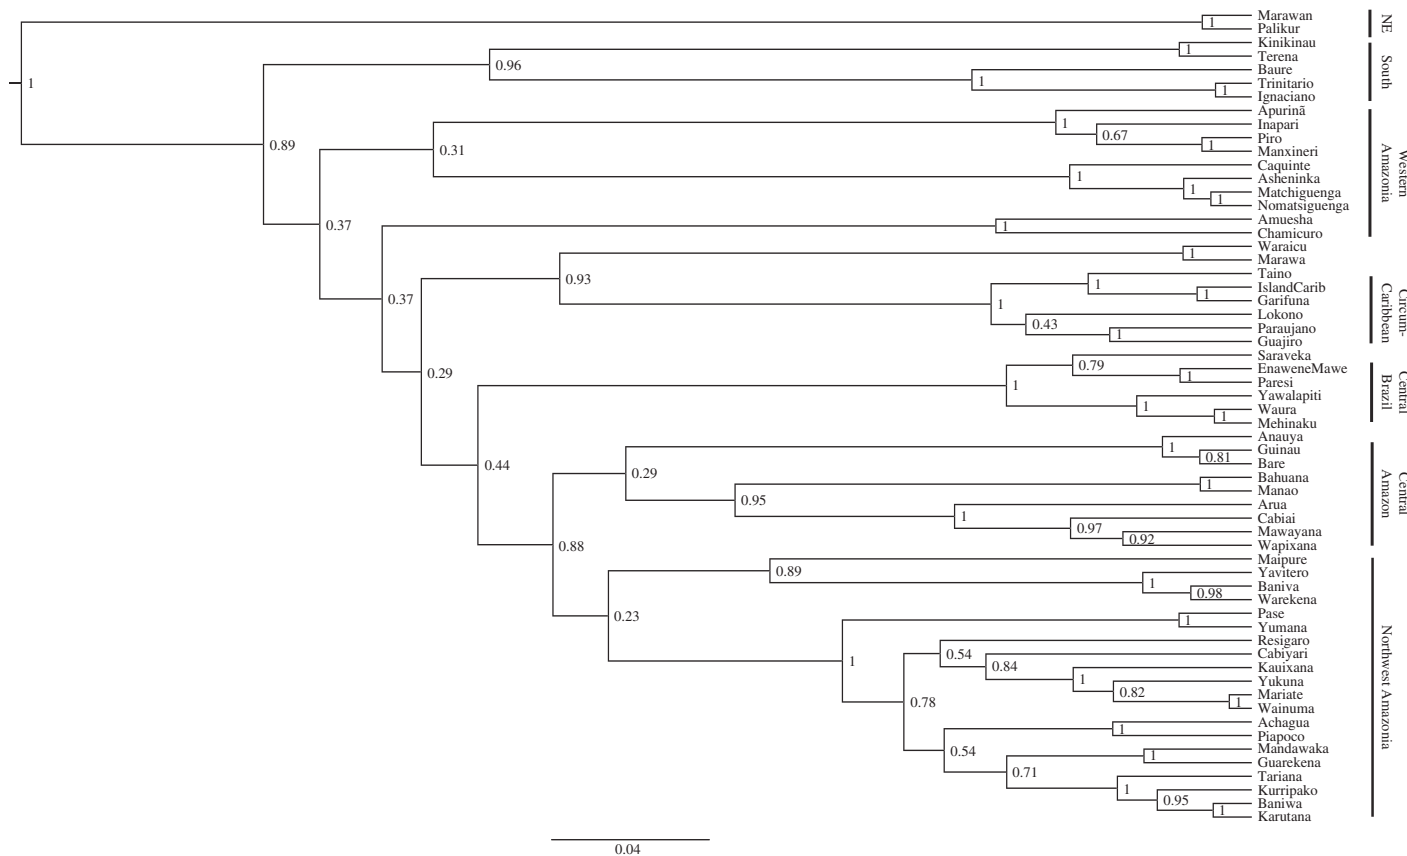 Marawan
1
Palikur
NE
Kinikinau
1
0.96
Terena
South
Baure
1
1
Trinitario
1
Ignaciano
Apurinã
1
Inapari
0.67
Piro
0.89
1
0.31
Manxineri
Western
Amazonia
Caquinte
1
Asheninka
1
Matchiguenga
1
Nomatsiguenga
0.37
Amuesha
1
Chamicuro
Waraicu
1
Marawa
0.93
Taino
1
IslandCarib
1
0.37
Garifuna
1
Circum-
Caribbean
Lokono
0.43
Paraujano
1
Guajiro
Saraveka
0.79
EnaweneMawe
0.29
1
Paresi
1
Central
Brazil
Yawalapiti
1
Waura
1
Mehinaku
Anauya
1
Guinau
0.81
Bare
0.44
0.29
Bahuana
1
Manao
0.95
Central
Amazon
Arua
1
Cabiai
0.97
Mawayana
0.92
Wapixana
0.88
Maipure
0.89
Yavitero
1
Baniva
0.98
Warekena
0.23
Pase
1
Yumana
Resigaro
0.54
Cabiyari
1
0.84
Kauixana
1
Yukuna
0.82
Mariate
1
Wainuma
0.78
Northwest Amazonia
Achagua
1
Piapoco
0.54
Mandawaka
1
Guarekena
0.71
Tariana
1
Kurripako
0.95
Baniwa
1
Karutana
0.04